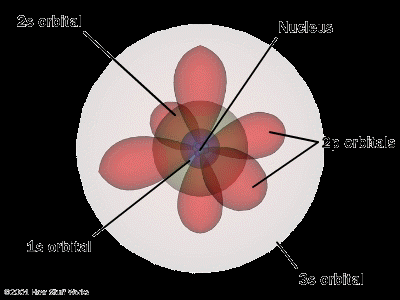 2s orbital
Nucleus
2p orbitals
1s orbital
3s orbital
©2001 How Stuff Works